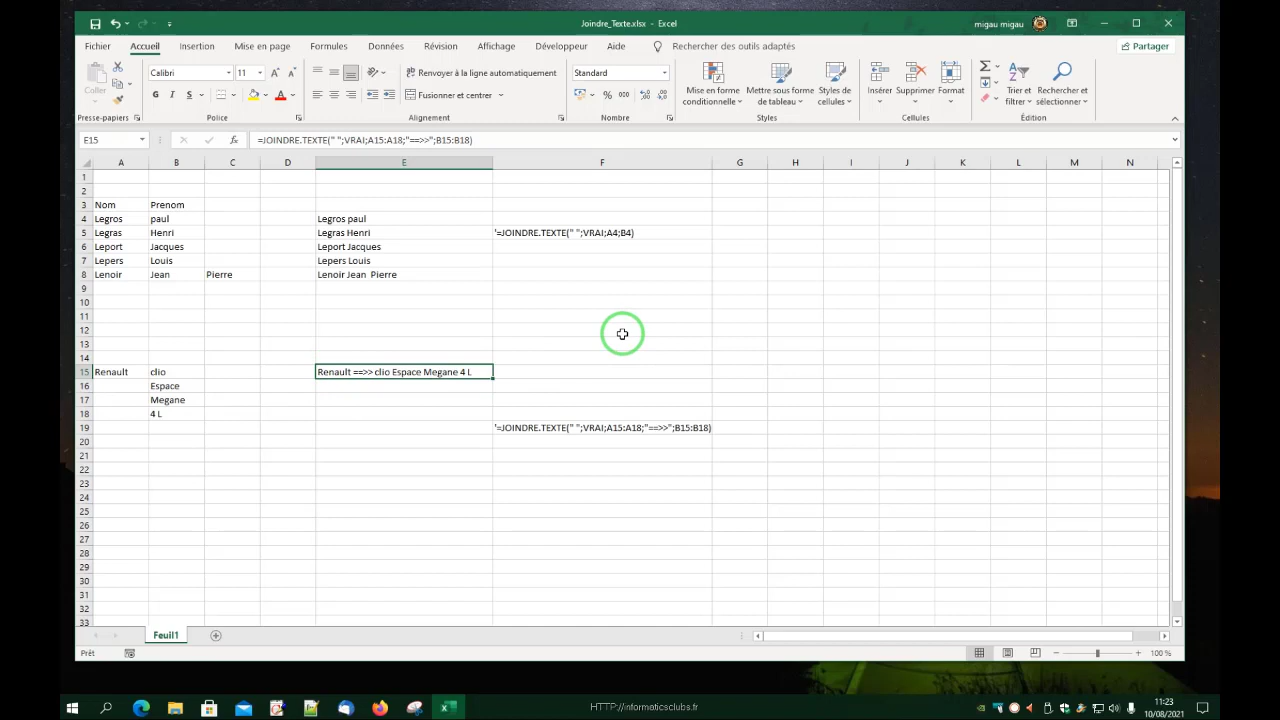 Joindre_Texte.xlsx - Excel
migau migau
Fichier Accueil Insertion Mise en page Formules Données Révision Affichage Développeur Aide Rechercher des outils adaptés Partager
Coller
Calibri 11
G I S
Renvoyer à la ligne automatiquement
Fusionner et centrer
Standard
% 000
Mise en forme conditionnelle
Mettre sous forme de tableau
Styles de cellules
Insérer Supprimer Format
Trier et filtrer
Rechercher et sélectionner
Presse-papiers Police Alignement Nombre Styles Cellules Édition
E15 fx =JOINDRE.TEXTE(" ";VRAI;A15:A18;"==>>";B15:B18)
A B C D E F G H I J K L M N
1
2
3 Nom Prenom
4 Legros paul Legros paul
5 Legras Henri Legras Henri '=JOINDRE.TEXTE(" ";VRAI;A4;B4)
6 Leport Jacques Leport Jacques
7 Lepers Louis Lepers Louis
8 Lenoir Jean Pierre Lenoir Jean  Pierre
9
10
11
12
13
14
15 Renault clio Renault ==>> clio Espace Megane 4 L
16 Espace
17 Megane
18 4 L
19 '=JOINDRE.TEXTE(" ";VRAI;A15:A18;"==>>";B15:B18)
20
21
22
23
24
25
26
27
28
29
30
31
32
33
Feuil1
Prêt
100 %
HTTP://informaticsclubs.fr
11:23
10/08/2021